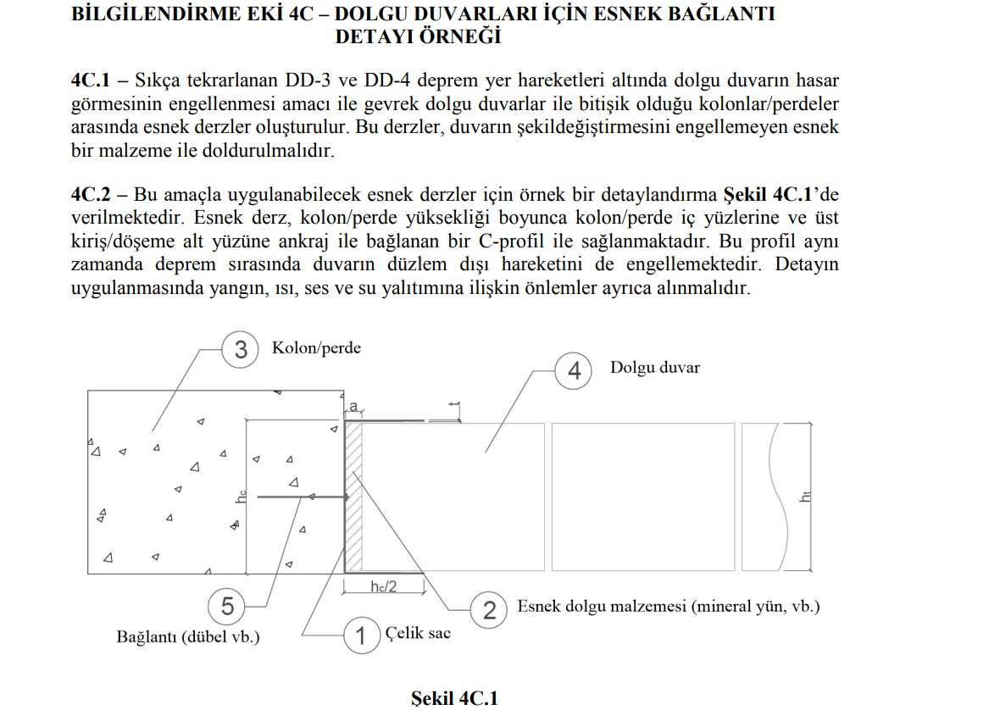 BİLGİLENDİRME EKİ 4C – DOLGU DUVARLARI İÇİN ESNEK BAĞLANTI
DETAYI ÖRNEĞİ
4C.1 – Sıkça tekrarlanan DD-3 ve DD-4 deprem yer hareketleri altında dolgu duvarın hasar
görmesinin engellenmesi amacı ile gevrek dolgu duvarlar ile bitişik olduğu kolonlar/perdeler
arasında esnek derzler oluşturulur. Bu derzler, duvarın şekildeğiştirmesini engellemeyen esnek
bir malzeme ile doldurulmalıdır.
4C.2 – Bu amaçla uygulanabilecek esnek derzler için örnek bir detaylandırma Şekil 4C.1’de
verilmektedir. Esnek derz, kolon/perde yüksekliği boyunca kolon/perde iç yüzlerine ve üst
kiriş/döşeme alt yüzüne ankraj ile bağlanan bir C-profil ile sağlanmaktadır. Bu profil aynı
zamanda deprem sırasında duvarın düzlem dışı hareketini de engellemektedir. Detayın
uygulanmasında yangın, ısı, ses ve su yalıtımına ilişkin önlemler ayrıca alınmalıdır.
3 Kolon/perde
4 Dolgu duvar
a
t
hc
ht
hc/2
5
Bağlantı (dübel vb.)
1 Çelik sac
2 Esnek dolgu malzemesi (mineral yün, vb.)
Şekil 4C.1